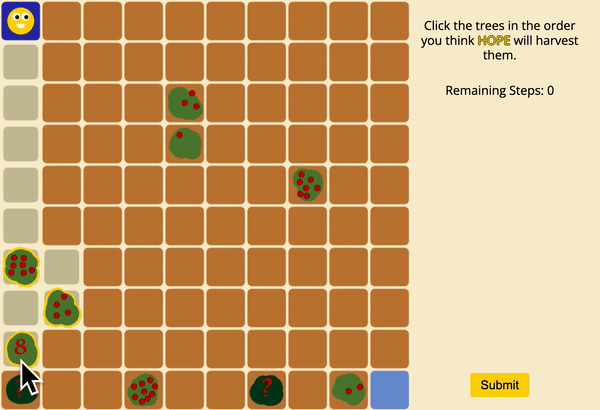 Click the trees in the order
you think HOPE will harvest
them.
Remaining Steps: 0
8
?
Submit